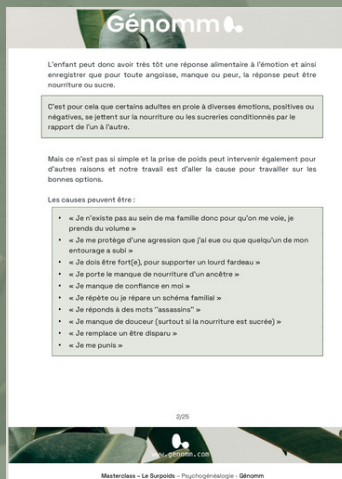 Génomm
L'enfant peut donc avoir très tôt une réponse alimentaire à l'émotion et ainsi
enregistrer que pour toute angoisse, manque ou peur, la réponse peut être
nourriture ou sucre.
C'est pour cela que certains adultes en proie à diverses émotions, positives ou
négatives, se jettent sur la nourriture ou les sucreries conditionnés par le
rapport de l'un à l'autre.
Mais ce n'est pas si simple et la prise de poids peut intervenir également pour
d'autres raisons et notre travail est d'aller la cause pour travailler sur les
bonnes options.
Les causes peuvent être :
• « Je n'existe pas au sein de ma famille donc pour qu'on me voie, je
prends du volume »
• « Je me protège d'une agression que j'ai eue ou que quelqu'un de mon
entourage a subi »
• « Je dois être fort(e), pour supporter un lourd fardeau »
• « Je porte le manque de nourriture d'un ancêtre »
• « Je manque de confiance en moi »
• « Je répète ou je répare un schéma familial »
• « Je réponds à des mots "assassins" »
• « Je manque de douceur (surtout si la nourriture est sucrée) »
• « Je remplace un être disparu »
• « Je me punis »
2/25
www.genomm.com
Masterclass – Le Surpoids – Psychogénéalogie - Génomm